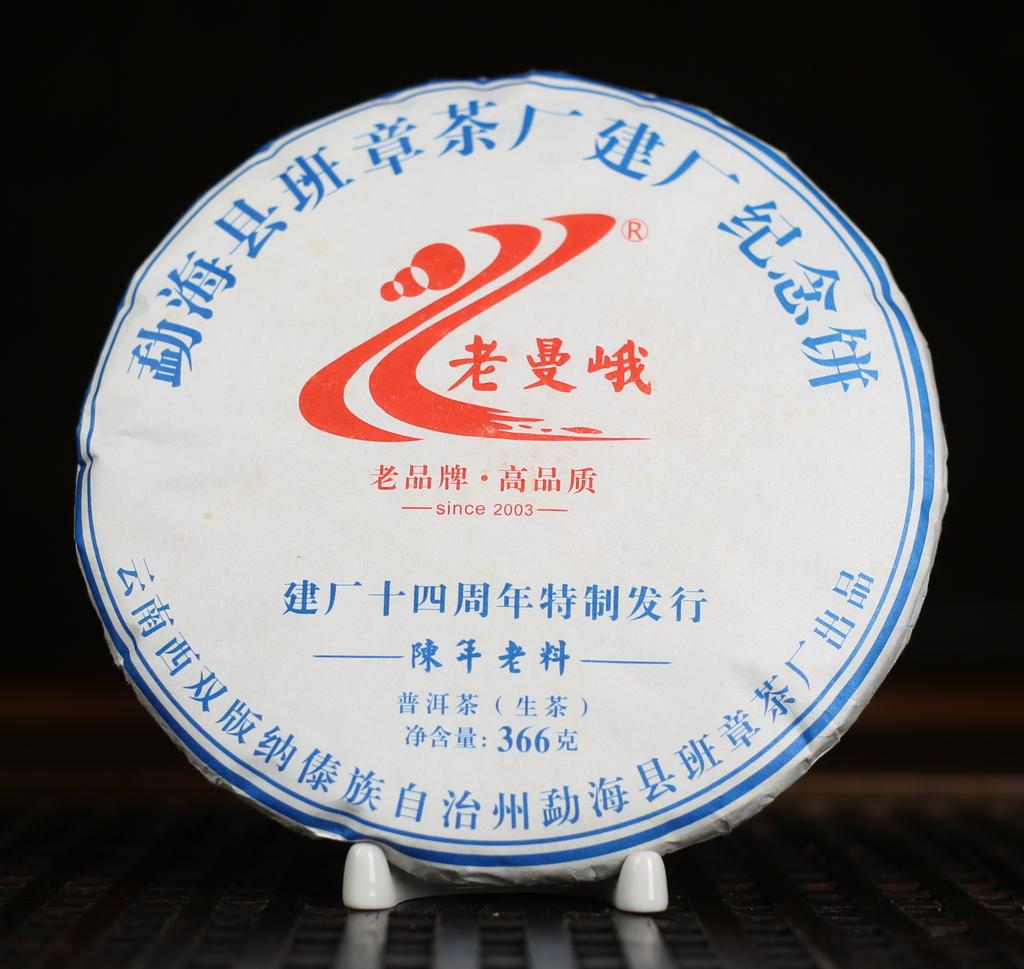 勐海县班章茶厂建厂纪念饼
®
老曼峨
老品牌·高品质
since 2003
建厂十四周年特制发行
陳年老料
普洱茶（生茶）
净含量：366克
云南西双版纳傣族自治州勐海县班章茶厂出品